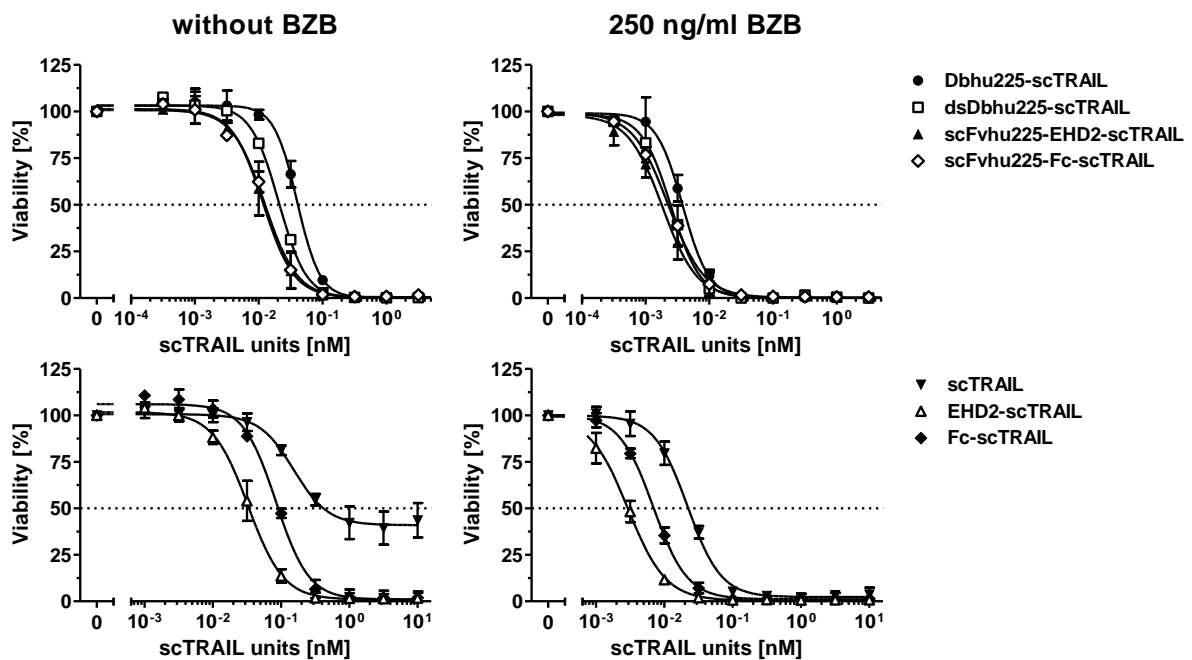 without BZB
250 ng/ml BZB
125
100
75
50
25
0
Viability [%]
0 10-4 10-3 10-2 10-1 100
scTRAIL units [nM]
125
100
75
50
25
0
Viability [%]
0 10-4 10-3 10-2 10-1 100
scTRAIL units [nM]
Dbhu225-scTRAIL
dsDbhu225-scTRAIL
scFvhu225-EHD2-scTRAIL
scFvhu225-Fc-scTRAIL
125
100
75
50
25
0
Viability [%]
0 10-3 10-2 10-1 100 101
scTRAIL units [nM]
125
100
75
50
25
0
Viability [%]
0 10-3 10-2 10-1 100 101
scTRAIL units [nM]
scTRAIL
EHD2-scTRAIL
Fc-scTRAIL